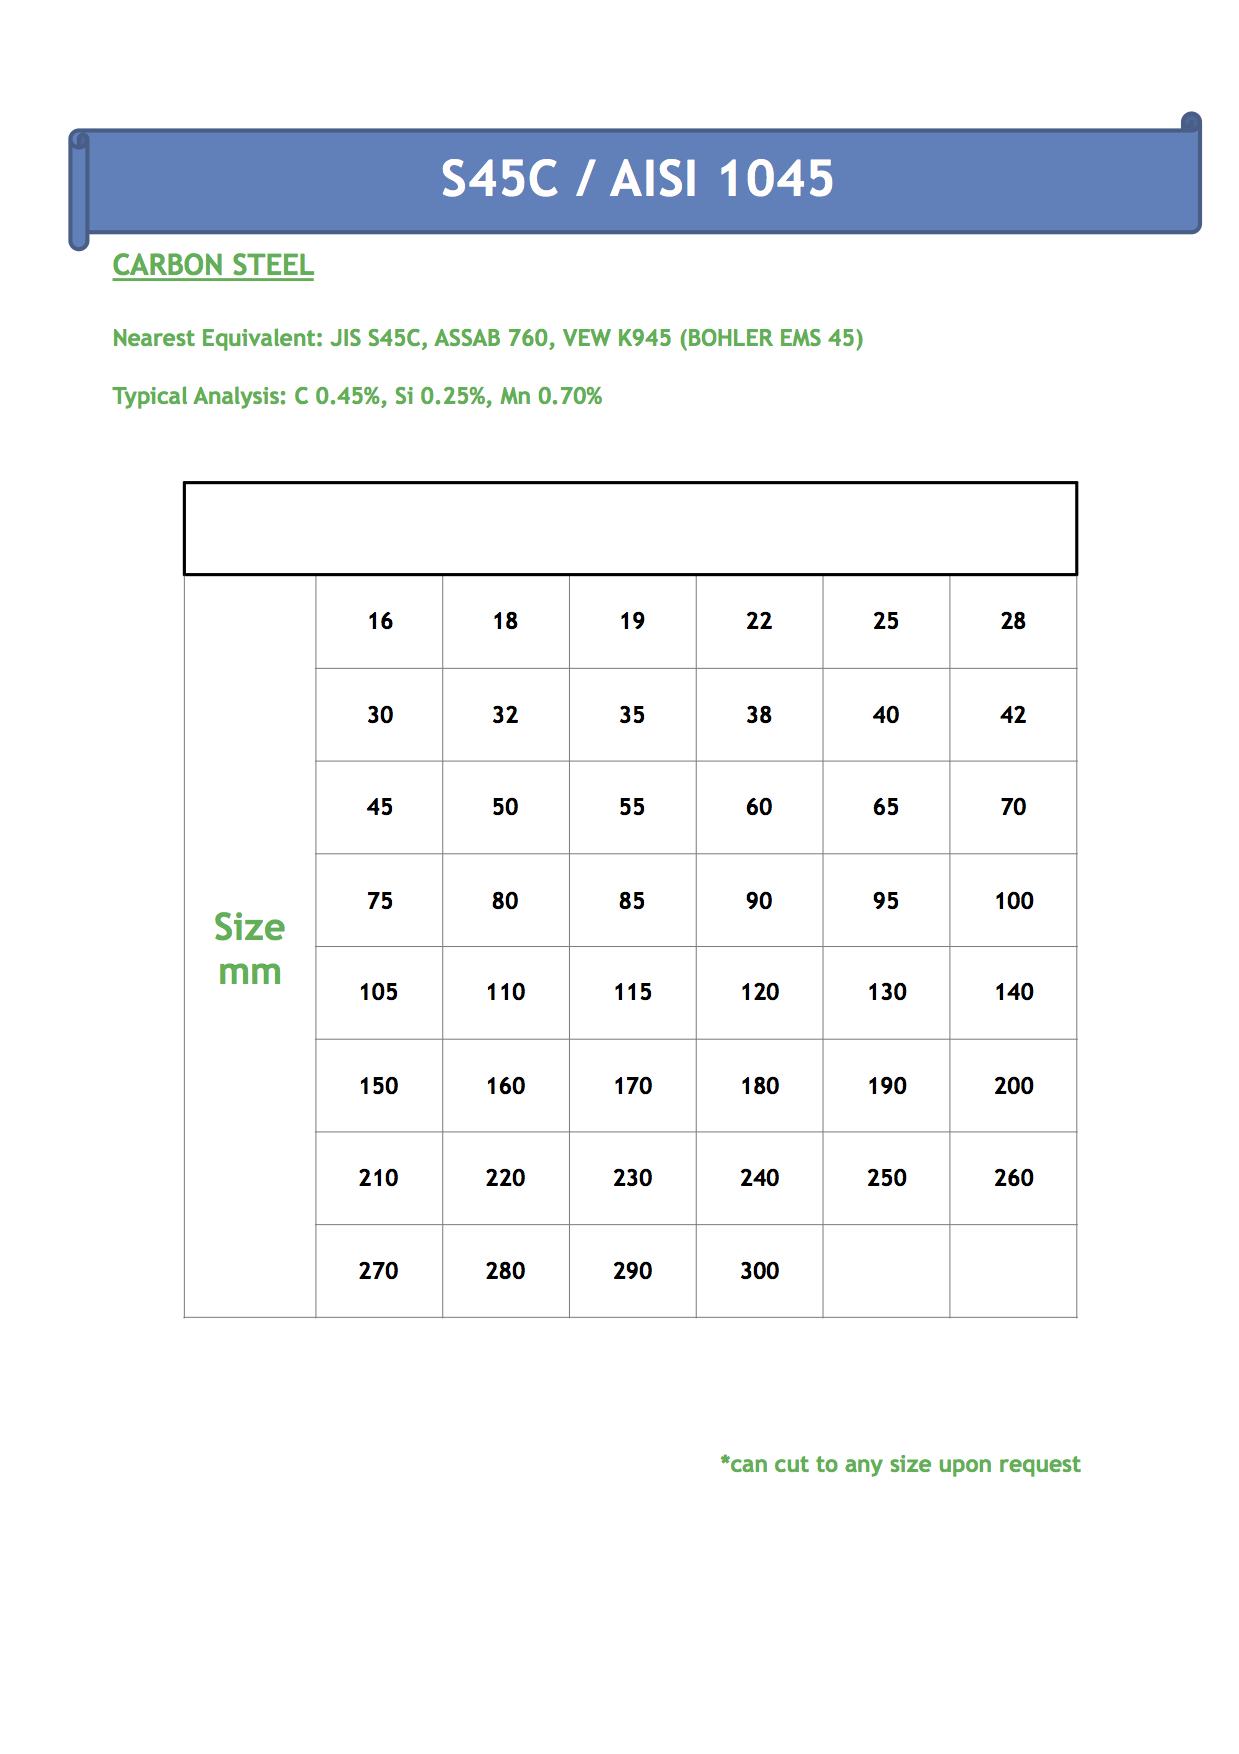 S45C / AISI 1045
CARBON STEEL
Nearest Equivalent: JIS S45C, ASSAB 760, VEW K945 (BOHLER EMS 45)
Typical Analysis: C 0.45%, Si 0.25%, Mn 0.70%
16 18 19 22 25 28
30 32 35 38 40 42
45 50 55 60 65 70
75 80 85 90 95 100
Size
mm
105 110 115 120 130 140
150 160 170 180 190 200
210 220 230 240 250 260
270 280 290 300
*can cut to any size upon request